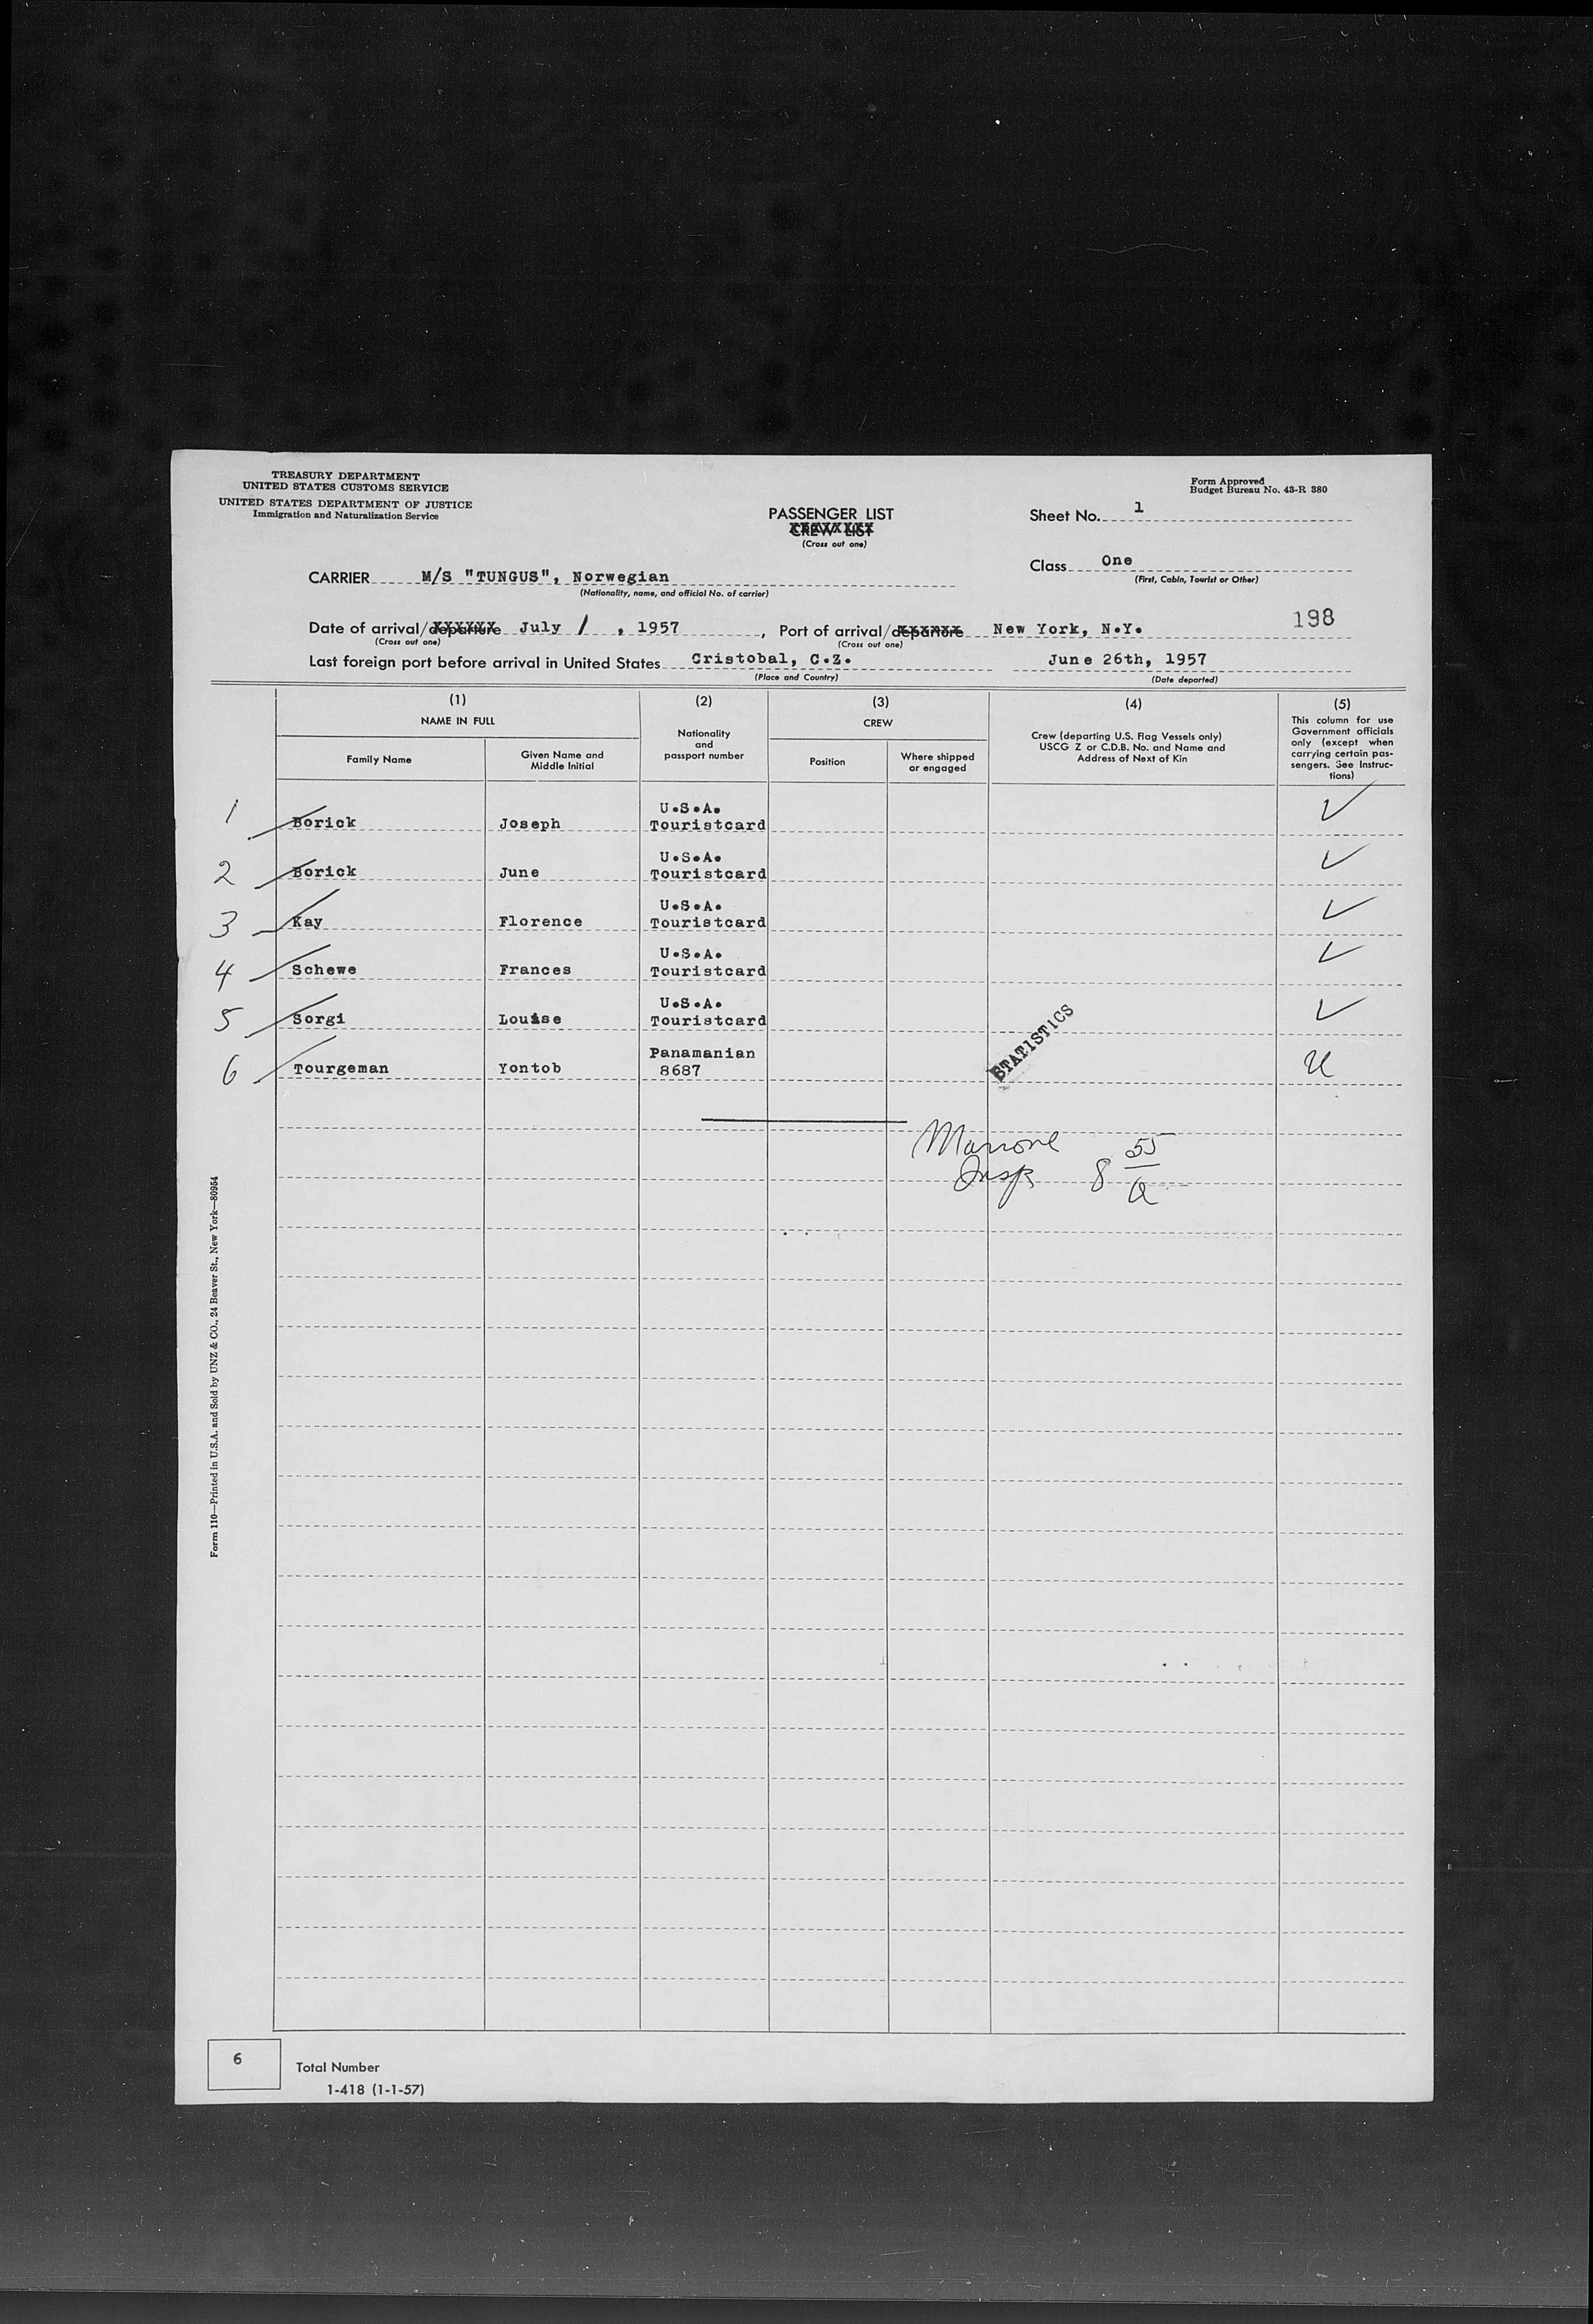 TREASURY DEPARTMENT
UNITED STATES CUSTOMS SERVICE
UNITED STATES DEPARTMENT OF JUSTICE
Immigration and Naturalization Service
Form Approved
Budget Bureau No. 43-R 380
PASSENGER LIST
CREW LIST
(Cross out one)
Sheet No. 1
CARRIER M/S "TUNGUS", Norwegian
(Nationality, name, and official No. of carrier)
Class One
(First, Cabin, Tourist or Other)
198
Date of arrival/departure July / , 1957, Port of arrival/departure New York, N.Y.
(Cross out one) (Cross out one)
Last foreign port before arrival in United States Cristobal, C.Z. June 26th, 1957
(Place and Country) (Date departed)
(1) (2) (3) (4) (5)
NAME IN FULL
Family Name
Given Name and
Middle Initial
Nationality
and
passport number
CREW
Position
Where shipped
or engaged
Crew (departing U.S. Flag Vessels only)
USCG Z or C.D.B. No. and Name and
Address of Next of Kin
This column for use
Government officials
only (except when
carrying certain pas-
sengers. See Instruc-
tions)
1 Borick Joseph U.S.A. Touristcard ✓
2 Borick June U.S.A. Touristcard ✓
3 Kay Florence U.S.A. Touristcard ✓
4 Schewe Frances U.S.A. Touristcard ✓
5 Sorgi Louise U.S.A. Touristcard ✓
6 Tourgeman Yontob Panamanian 8687 U
STATISTICS
Insp 8 55/a
Form 110—Printed in U.S.A. and Sold by UNZ & CO., 24 Beaver St., New York—80954
6
Total Number
1-418 (1-1-57)